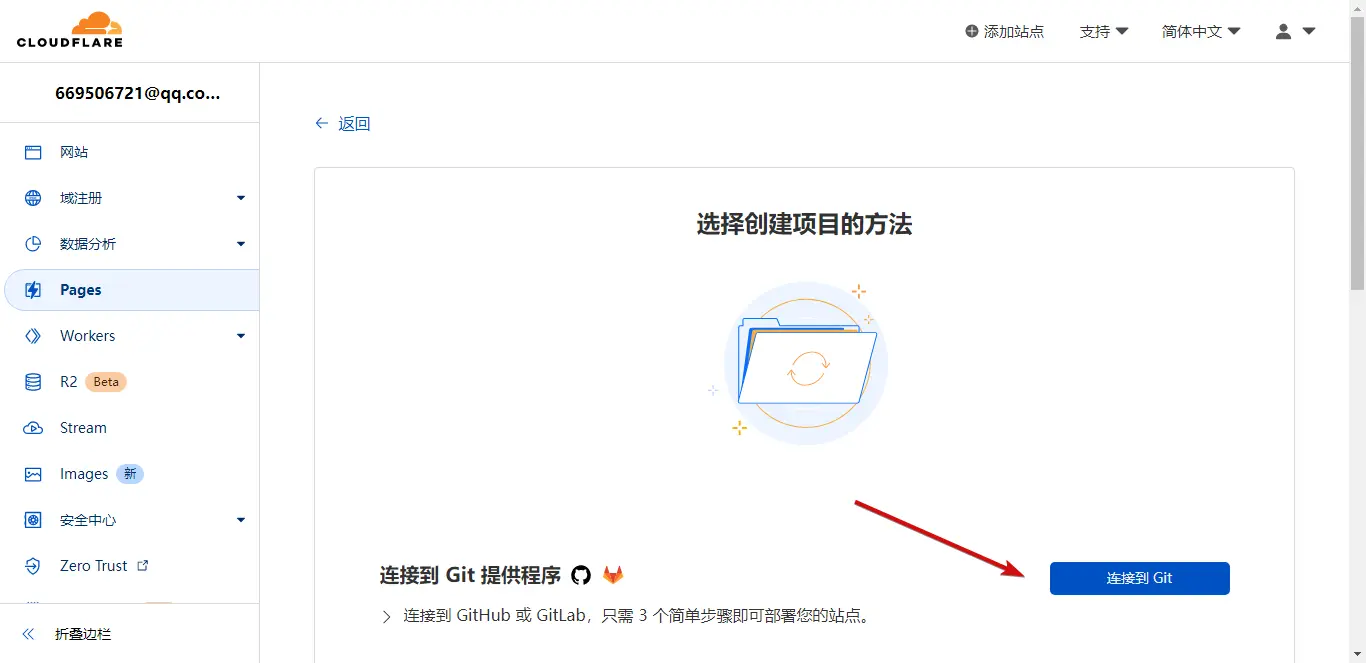 CLOUDFLARE
添加站点
支持
简体中文
669506721@qq.co...
网站
域注册
数据分析
Pages
Workers
R2 Beta
Stream
Images 新
安全中心
Zero Trust
折叠边栏
返回
选择创建项目的方法
连接到 Git 提供程序
连接到 Git
连接到 GitHub 或 GitLab，只需 3 个简单步骤即可部署您的站点。